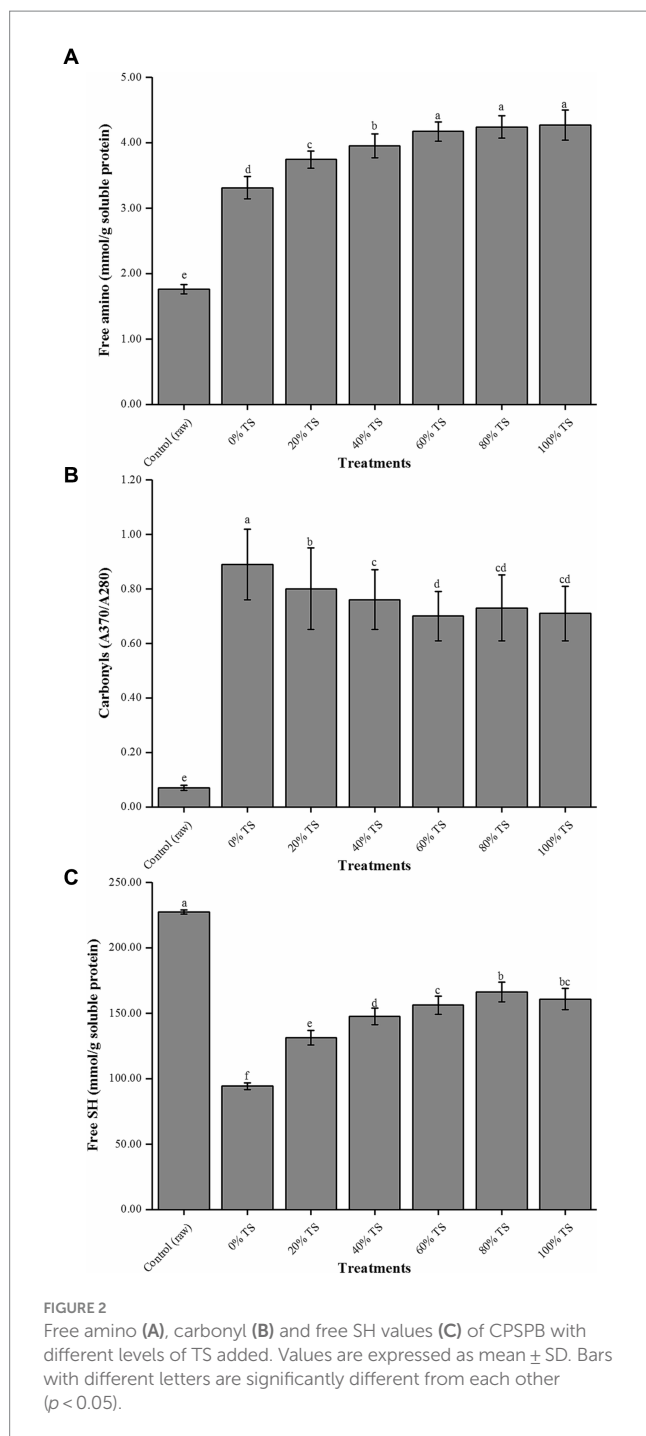 A
Free amino (mmol/g soluble protein)
5.00
4.00
3.00
2.00
1.00
0.00
e
d
c
b
a
a
a
Control (raw)
0% TS
20% TS
40% TS
60% TS
80% TS
100% TS
Treatments
B
Carbonyls (A370/A280)
1.20
1.00
0.80
0.60
0.40
0.20
0.00
e
a
b
c
d
cd
cd
Control (raw)
0% TS
20% TS
40% TS
60% TS
80% TS
100% TS
Treatments
C
Free SH (mmol/g soluble protein)
250.00
200.00
150.00
100.00
50.00
0.00
a
f
e
d
c
b
bc
Control (raw)
0% TS
20% TS
40% TS
60% TS
80% TS
100% TS
Treatments
FIGURE 2
Free amino (A), carbonyl (B) and free SH values (C) of CPSPB with
different levels of TS added. Values are expressed as mean ± SD. Bars
with different letters are significantly different from each other
(p < 0.05).